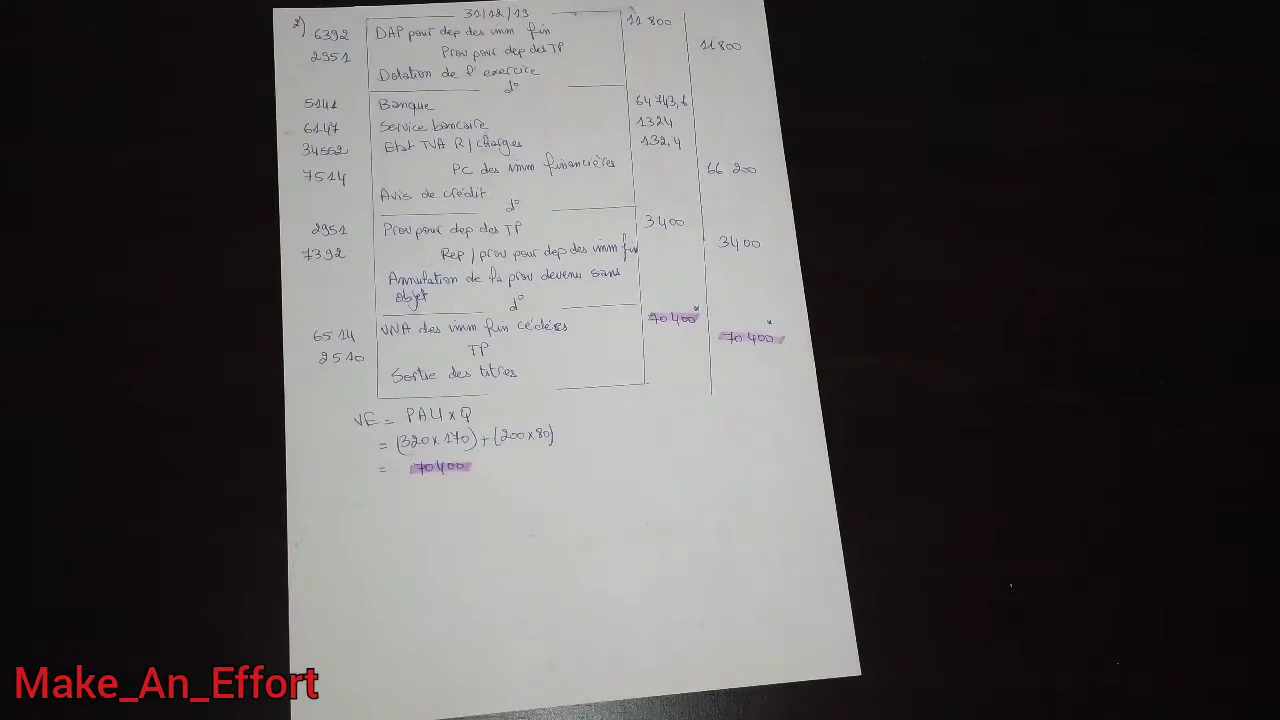 2) 31/12/13
6392 DAP pour dep des imm fin 11 800
2951 Prov pour dep des TP 11800
Dotation de l'exercice
d°
5141 Banque 64 743,6
6147 Service bancaire 1324
34552 Etat TVA R/charges 132,4
7514 PC des imm financières 66 200
Avis de crédit
d°
2951 Prov pour dep des TP 3400
7392 Rep/prov pour dep des imm fin 3400
Annulation de la prov devenu sans
objet
d°
6514 VNA des imm fin cédées 70 400*
2510 TP 70 400*
Sortie des titres
VE = PAU x Q
= (320 x 170) + (200 x 80)
= 70400
Make_An_Effort